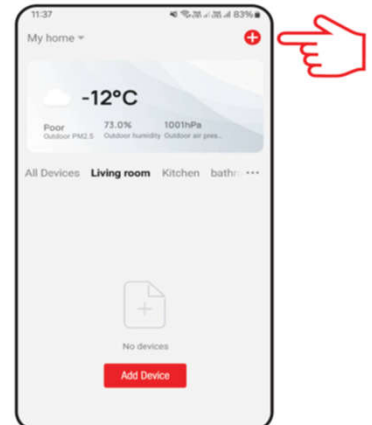 11:37 83%
My home
-12°C
Poor 73.0% 1001hPa
Outdoor PM2.5 Outdoor humidity Outdoor air pres...
All Devices Living room Kitchen bathr ...
No devices
Add Device